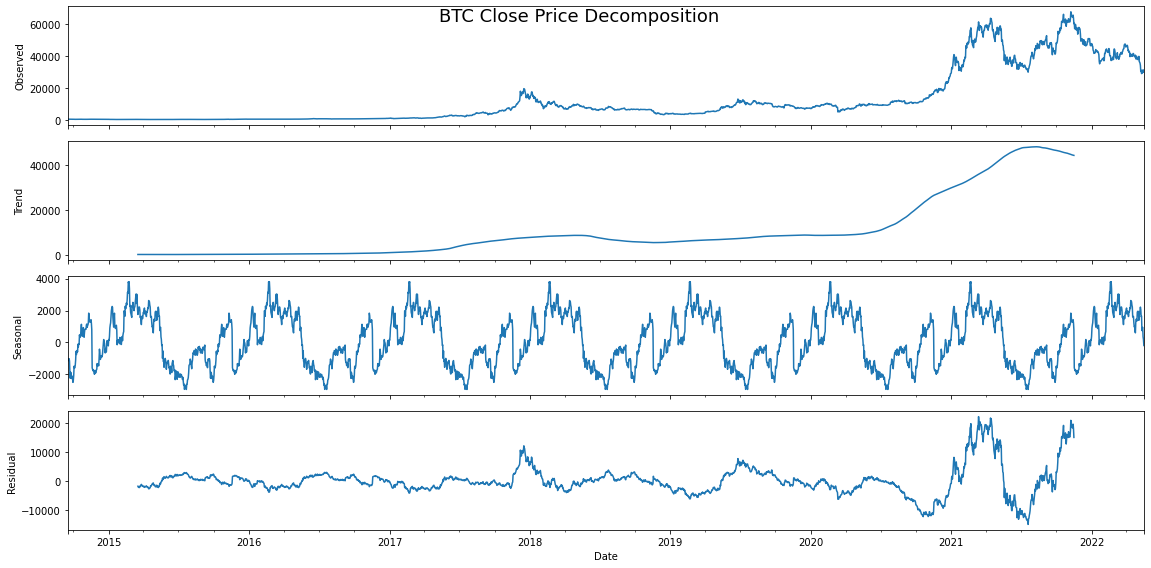 BTC Close Price Decomposition
Observed
60000
40000
20000
0
Trend
40000
20000
0
Seasonal
4000
2000
0
−2000
Residual
20000
10000
0
−10000
2015 2016 2017 2018 2019 2020 2021 2022
Date